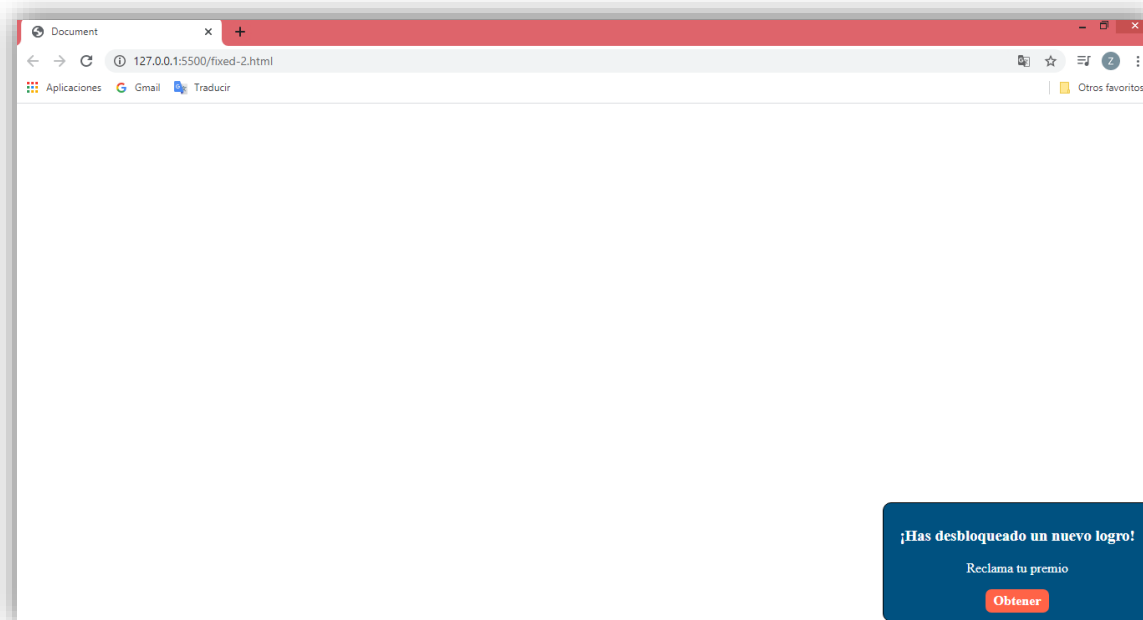 Document
127.0.0.1:5500/fixed-2.html
Z
Aplicaciones Gmail Traducir Otros favoritos
¡Has desbloqueado un nuevo logro!
Reclama tu premio
Obtener